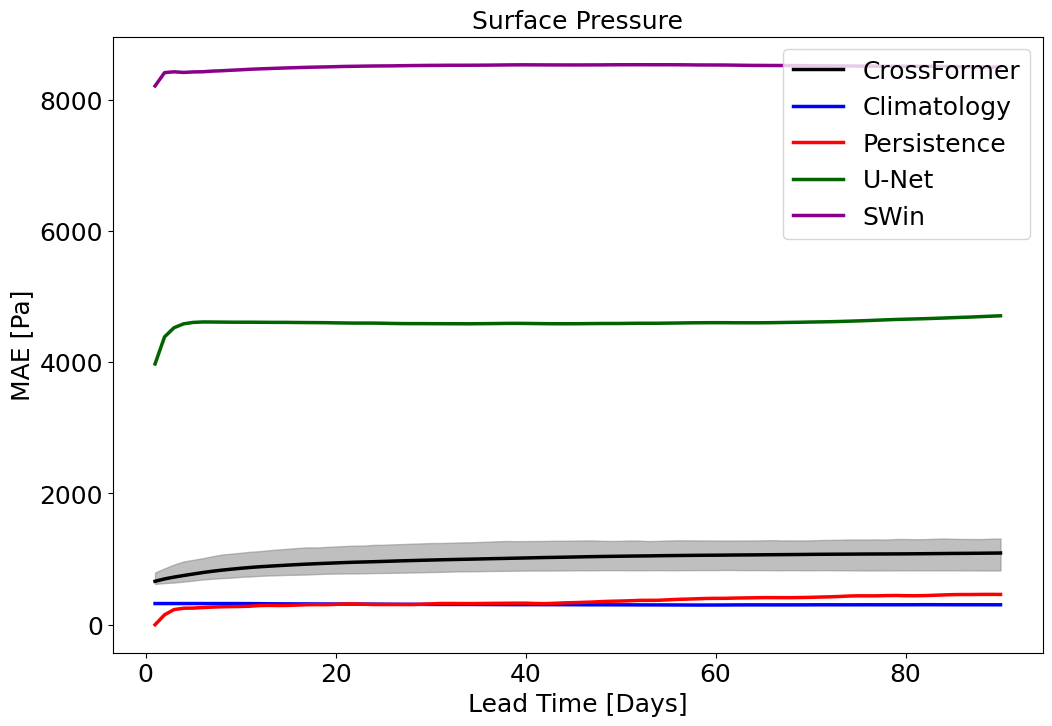 Surface Pressure
MAE [Pa]
8000
6000
4000
2000
0
CrossFormer
Climatology
Persistence
U-Net
SWin
0 20 40 60 80
Lead Time [Days]